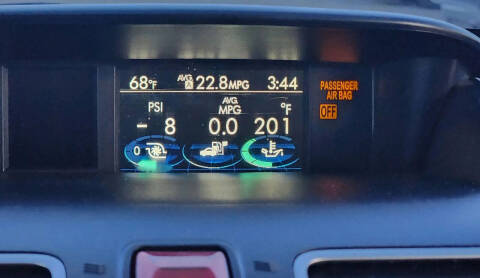 68°F AVG. A 22.8MPG 3:44
PSI AVG. MPG °F
- 8 0.0 201
0
PASSENGER
AIR BAG
OFF